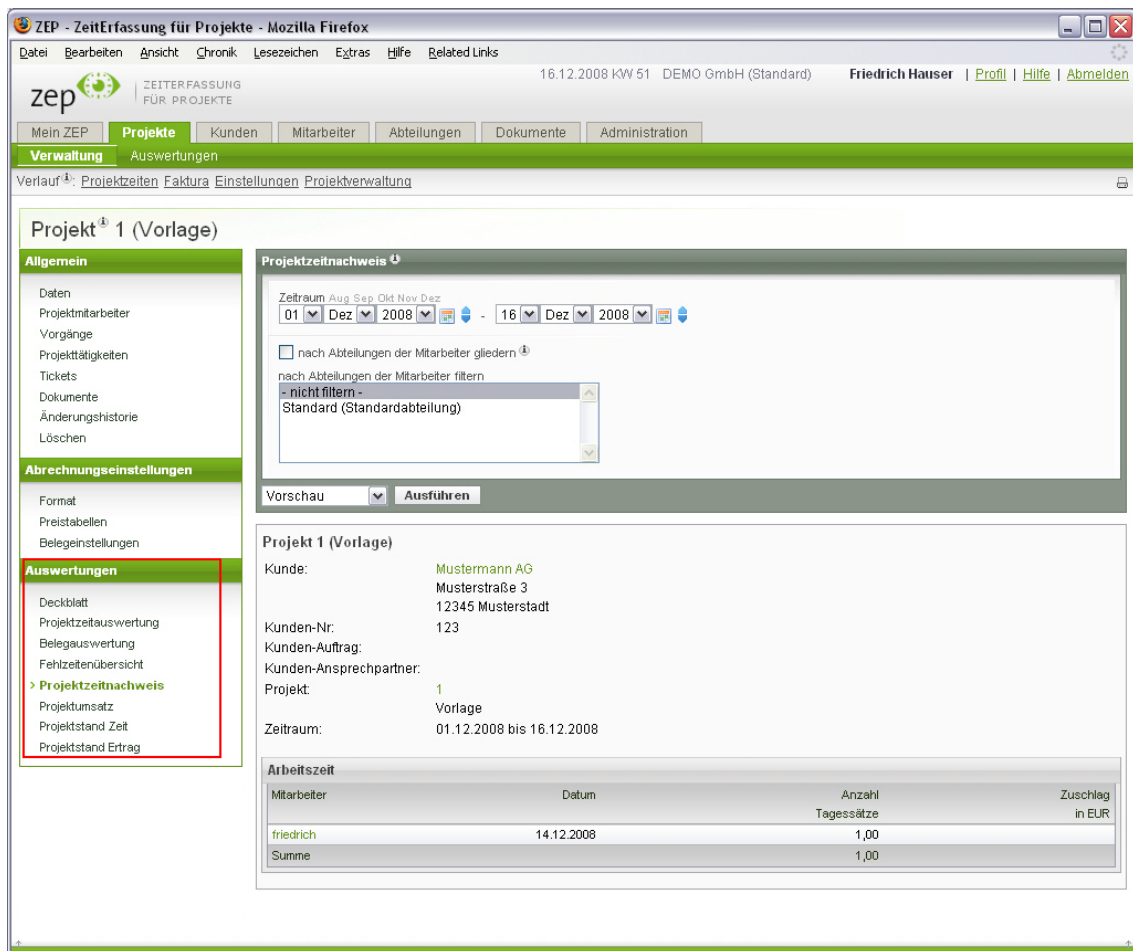 ZEP - ZeitErfassung für Projekte - Mozilla Firefox
Datei Bearbeiten Ansicht Chronik Lesezeichen Extras Hilfe Related Links
16.12.2008 KW 51 DEMO GmbH (Standard) Friedrich Hauser | Profil | Hilfe | Abmelden
zep
ZEITERFASSUNG
FÜR PROJEKTE
Mein ZEP Projekte Kunden Mitarbeiter Abteilungen Dokumente Administration
Verwaltung Auswertungen
Verlauf: Projektzeiten Faktura Einstellungen Projektverwaltung
Projekt 1 (Vorlage)
Allgemein
Daten
Projektmitarbeiter
Vorgänge
Projekttätigkeiten
Tickets
Dokumente
Änderungshistorie
Löschen
Abrechnungseinstellungen
Format
Preistabellen
Belegeinstellungen
Auswertungen
Deckblatt
Projektzeitauswertung
Belegauswertung
Fehlzeitenübersicht
> Projektzeitnachweis
Projektumsatz
Projektstand Zeit
Projektstand Ertrag
Projektzeitnachweis
Zeitraum Aug Sep Okt Nov Dez
01 Dez 2008 - 16 Dez 2008
nach Abteilungen der Mitarbeiter gliedern
nach Abteilungen der Mitarbeiter filtern
- nicht filtern -
Standard (Standardabteilung)
Vorschau Ausführen
Projekt 1 (Vorlage)
Kunde: Mustermann AG
Musterstraße 3
12345 Musterstadt
Kunden-Nr: 123
Kunden-Auftrag:
Kunden-Ansprechpartner:
Projekt: 1
Vorlage
Zeitraum: 01.12.2008 bis 16.12.2008
Arbeitszeit
Mitarbeiter Datum Anzahl Zuschlag
Tagessätze in EUR
friedrich 14.12.2008 1,00
Summe 1,00